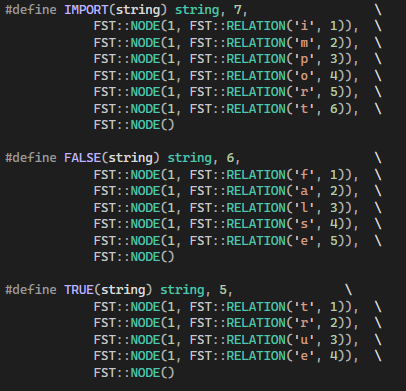 #define IMPORT(string) string, 7, \
FST::NODE(1, FST::RELATION('i', 1)), \
FST::NODE(1, FST::RELATION('m', 2)), \
FST::NODE(1, FST::RELATION('p', 3)), \
FST::NODE(1, FST::RELATION('o', 4)), \
FST::NODE(1, FST::RELATION('r', 5)), \
FST::NODE(1, FST::RELATION('t', 6)), \
FST::NODE()
#define FALSE(string) string, 6, \
FST::NODE(1, FST::RELATION('f', 1)), \
FST::NODE(1, FST::RELATION('a', 2)), \
FST::NODE(1, FST::RELATION('l', 3)), \
FST::NODE(1, FST::RELATION('s', 4)), \
FST::NODE(1, FST::RELATION('e', 5)), \
FST::NODE()
#define TRUE(string) string, 5, \
FST::NODE(1, FST::RELATION('t', 1)), \
FST::NODE(1, FST::RELATION('r', 2)), \
FST::NODE(1, FST::RELATION('u', 3)), \
FST::NODE(1, FST::RELATION('e', 4)), \
FST::NODE()